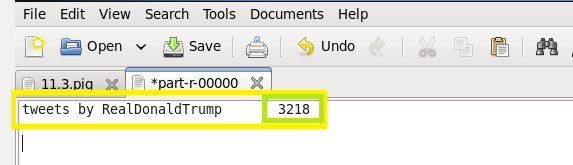 File Edit View Search Tools Documents Help
Open Save Undo
11.3.pig *part-r-00000
tweets by RealDonaldTrump 3218